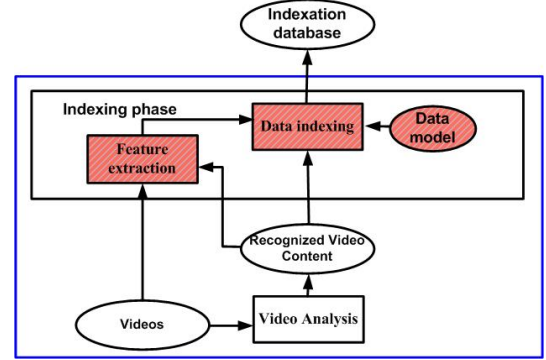 Indexation
database
Indexing phase
Data indexing
Data
model
Feature
extraction
Recognized Video
Content
Videos
Video Analysis